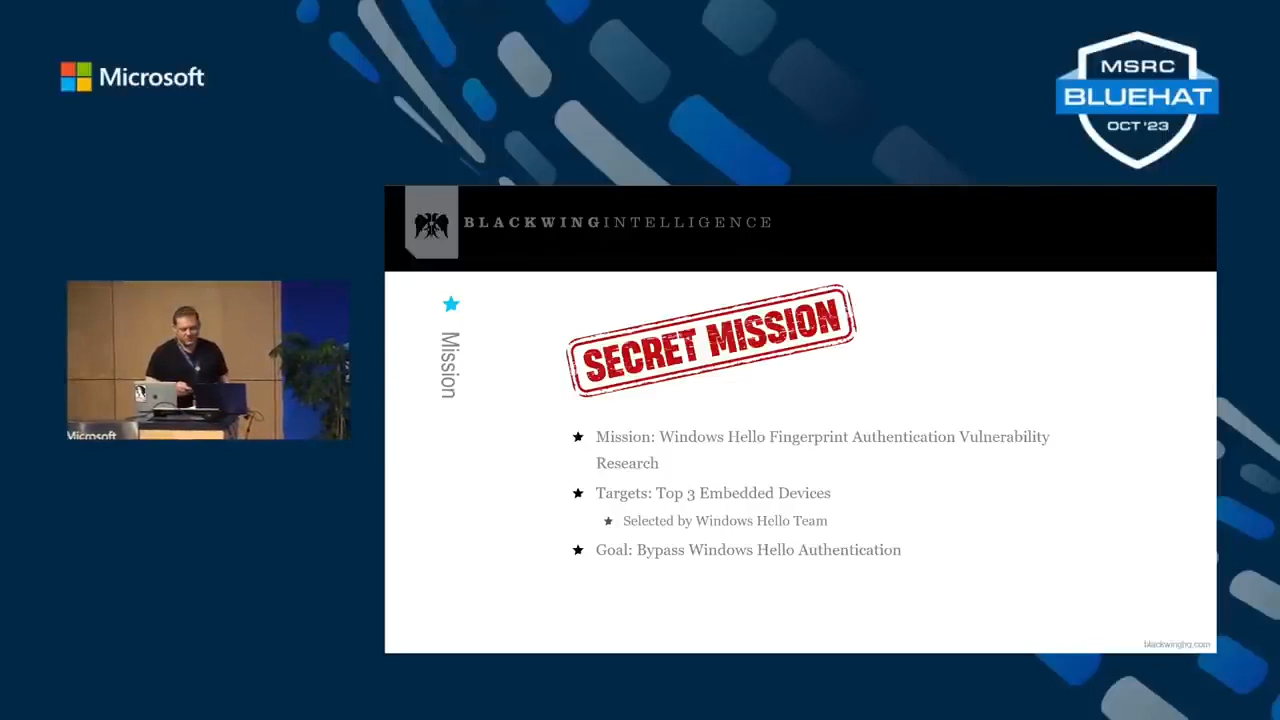 Microsoft
MSRC
BLUEHAT
OCT '23
BLACKWINGINTELLIGENCE
Mission
SECRET MISSION
Mission: Windows Hello Fingerprint Authentication Vulnerability
Research
Targets: Top 3 Embedded Devices
Selected by Windows Hello Team
Goal: Bypass Windows Hello Authentication
Microsoft
blackwinghq.com